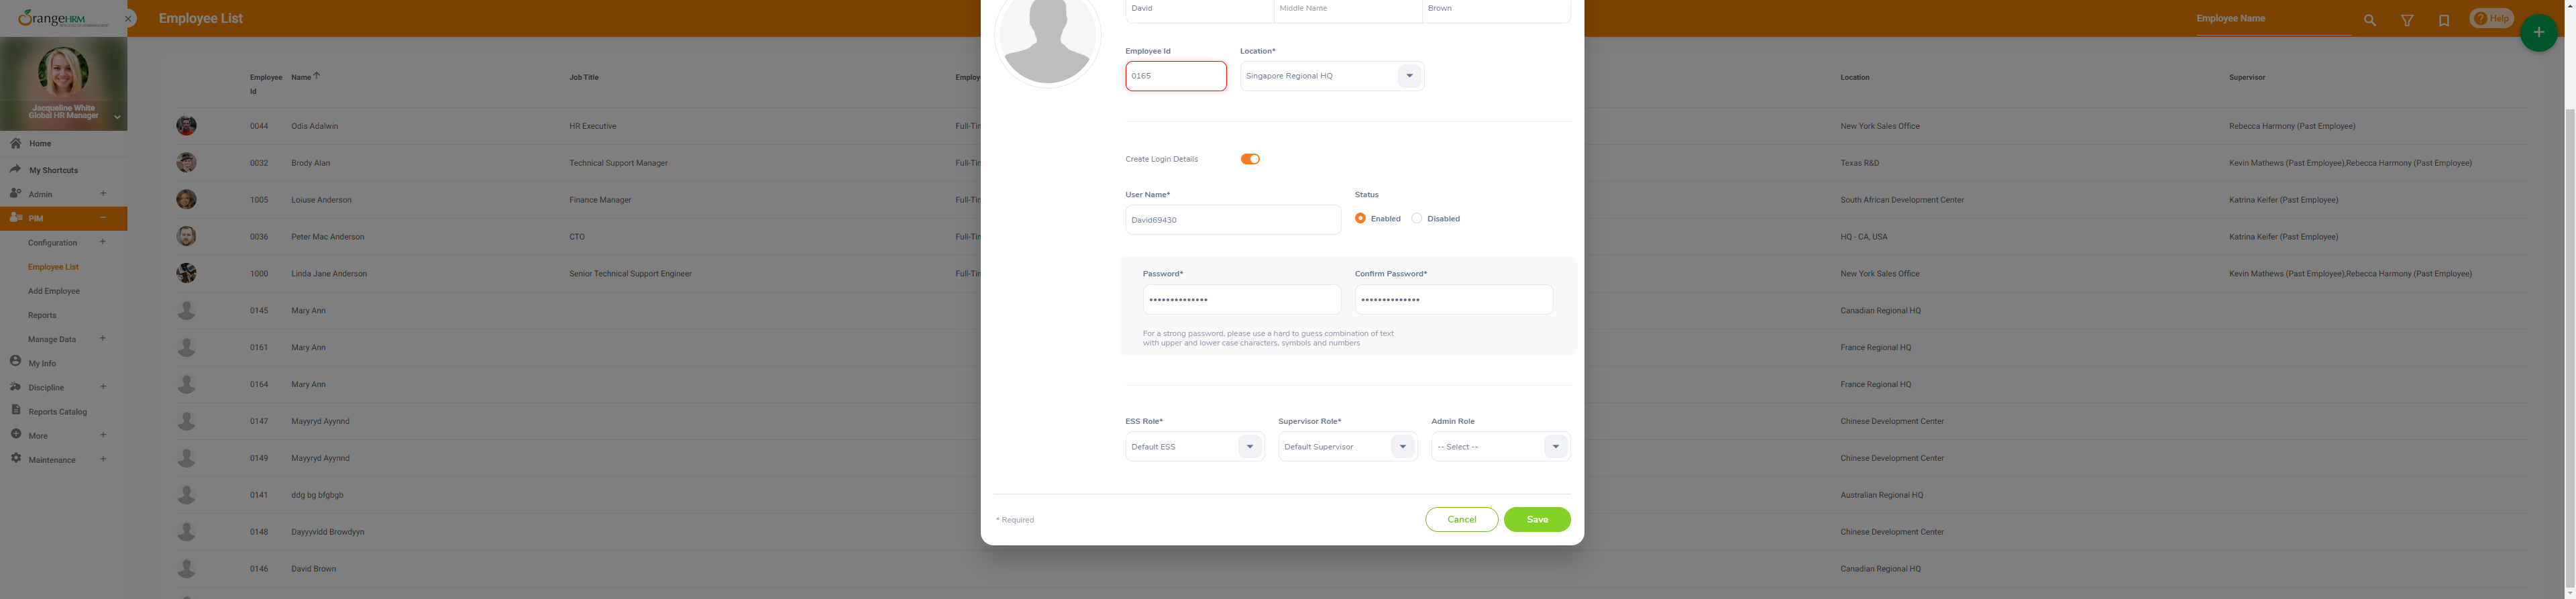 OrangeHRM
Employee List
Employee Name
Help
Jacqueline White
Global HR Manager
Home
My Shortcuts
Admin
PIM
Configuration
Employee List
Add Employee
Reports
Manage Data
My Info
Discipline
Reports Catalog
More
Maintenance
Employee Id Name Job Title Employ Location Supervisor
0044 Odis Adalwin HR Executive Full-Tin New York Sales Office Rebecca Harmony (Past Employee)
0032 Brody Alan Technical Support Manager Full-Tin Texas R&D Kevin Mathews (Past Employee),Rebecca Harmony (Past Employee)
1005 Loiuse Anderson Finance Manager Full-Tin South African Development Center Katrina Keifer (Past Employee)
0036 Peter Mac Anderson CTO Full-Tin HQ - CA, USA Katrina Keifer (Past Employee)
1000 Linda Jane Anderson Senior Technical Support Engineer Full-Tin New York Sales Office Kevin Mathews (Past Employee),Rebecca Harmony (Past Employee)
0145 Mary Ann Canadian Regional HQ
0161 Mary Ann France Regional HQ
0164 Mary Ann France Regional HQ
0147 Mayyryd Ayynnd Chinese Development Center
0149 Mayyryd Ayynnd Chinese Development Center
0141 ddg bg bfgbgb Australian Regional HQ
0148 Dayyyvidd Browdyyn Chinese Development Center
0146 David Brown Canadian Regional HQ
David Middle Name Brown
Employee Id Location*
0165 Singapore Regional HQ
Create Login Details
User Name* Status
David69430 Enabled Disabled
Password* Confirm Password*
For a strong password, please use a hard to guess combination of text
with upper and lower case characters, symbols and numbers
ESS Role* Supervisor Role* Admin Role
Default ESS Default Supervisor -- Select --
* Required Cancel Save